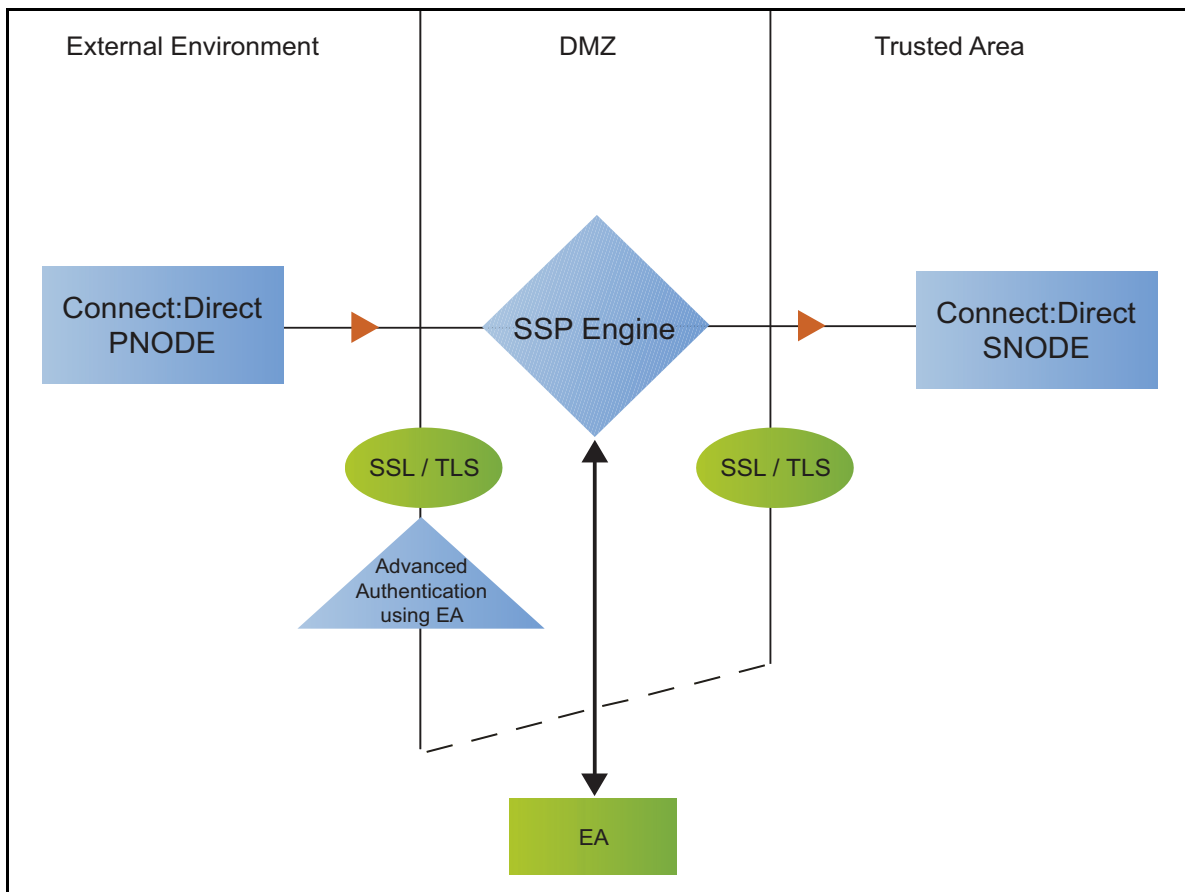 External Environment
DMZ
Trusted Area
Connect:Direct
PNODE
SSP Engine
Connect:Direct
SNODE
SSL / TLS
SSL / TLS
Advanced
Authentication
using EA
EA